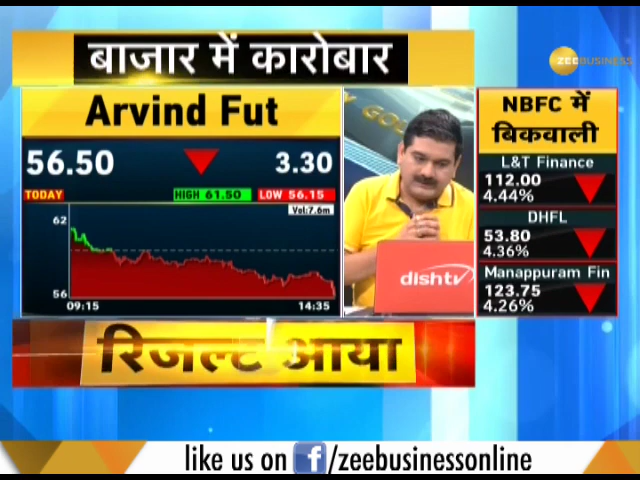 बाजार में कारोबार
ZEEBUSINESS
Arvind Fut
56.50 3.30
TODAY HIGH 61.50 LOW 56.15
Vol:7.6m
62
56
09:15 14:35
dishtv
NBFC में
बिकवाली
L&T Finance
112.00
4.44%
DHFL
53.80
4.36%
Manappuram Fin
123.75
4.26%
रिजल्ट आया
like us on f/zeebusinessonline